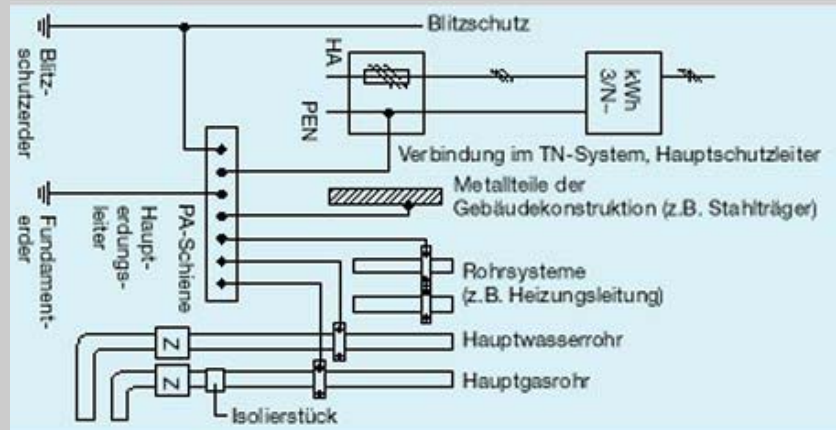 Blitzschutz
HA
kWh
3/N~
PEN
Blitz-
schutzerder
Verbindung im TN-System, Hauptschutzleiter
Metallteile der
Gebäudekonstruktion (z.B. Stahlträger)
Fundament-
erder
Haupt-
erdungs-
leiter
PA-Schiene
Rohrsysteme
(z.B. Heizungsleitung)
Z
Hauptwasserrohr
Z
Hauptgasrohr
Isolierstück